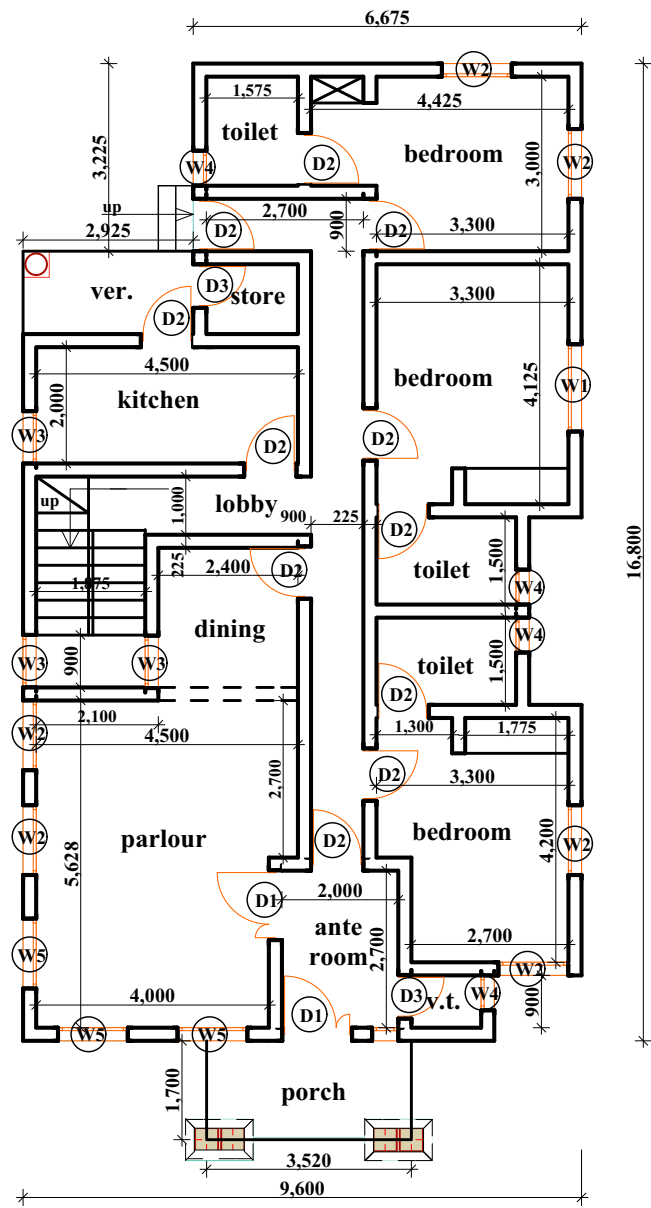 6,675
W2
1,575
4,425
toilet
bedroom
3,225
W4
D2
3,000
W2
up
2,700
900
3,300
2,925
D2
D2
ver.
D3
store
3,300
D2
4,500
bedroom
4,125
W1
kitchen
2,000
W3
D2
D2
up
lobby
1,000
900
225
D2
16,800
225
2,400
D2
toilet
1,500
W4
1,875
dining
W4
W3
900
W3
toilet
1,500
2,100
D2
W2
4,500
1,300
1,775
2,700
D2
3,300
W2
parlour
D2
bedroom
W2
5,628
4,200
D1
2,000
ante
room
2,700
2,700
W5
W2
4,000
D3
v.t.
W4
900
W5
W5
D1
1,700
porch
3,520
9,600